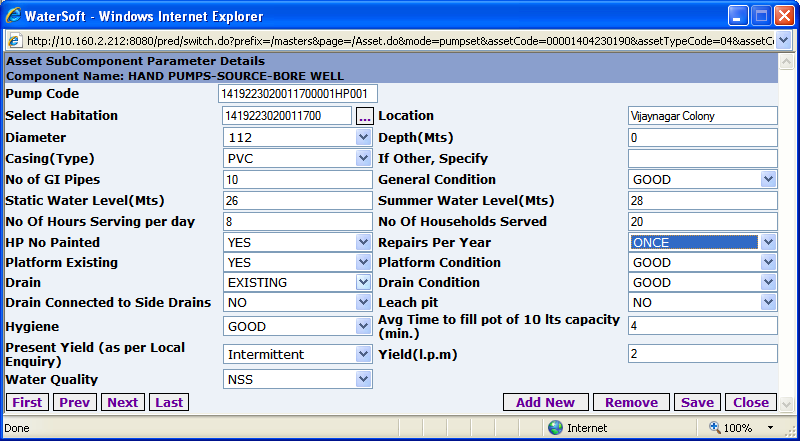 WaterSoft - Windows Internet Explorer
http://10.160.2.212:8080/pred/switch.do?prefix=/masters&page=/Asset.do&mode=pumpset&assetCode=00001404230190&assetTypeCode=04&assetCo
Asset SubComponent Parameter Details
Component Name: HAND PUMPS-SOURCE-BORE WELL
Pump Code 1419223020011700001HP001
Select Habitation 1419223020011700 ... Location Vijaynagar Colony
Diameter 112 Depth(Mts) 0
Casing(Type) PVC If Other, Specify
No of GI Pipes 10 General Condition GOOD
Static Water Level(Mts) 26 Summer Water Level(Mts) 28
No Of Hours Serving per day 8 No Of Households Served 20
HP No Painted YES Repairs Per Year ONCE
Platform Existing YES Platform Condition GOOD
Drain EXISTING Drain Condition GOOD
Drain Connected to Side Drains NO Leach pit NO
Hygiene GOOD Avg Time to fill pot of 10 lts capacity (min.) 4
Present Yield (as per Local Enquiry) Intermittent Yield(l.p.m) 2
Water Quality NSS
First Prev Next Last Add New Remove Save Close
Done Internet 100%